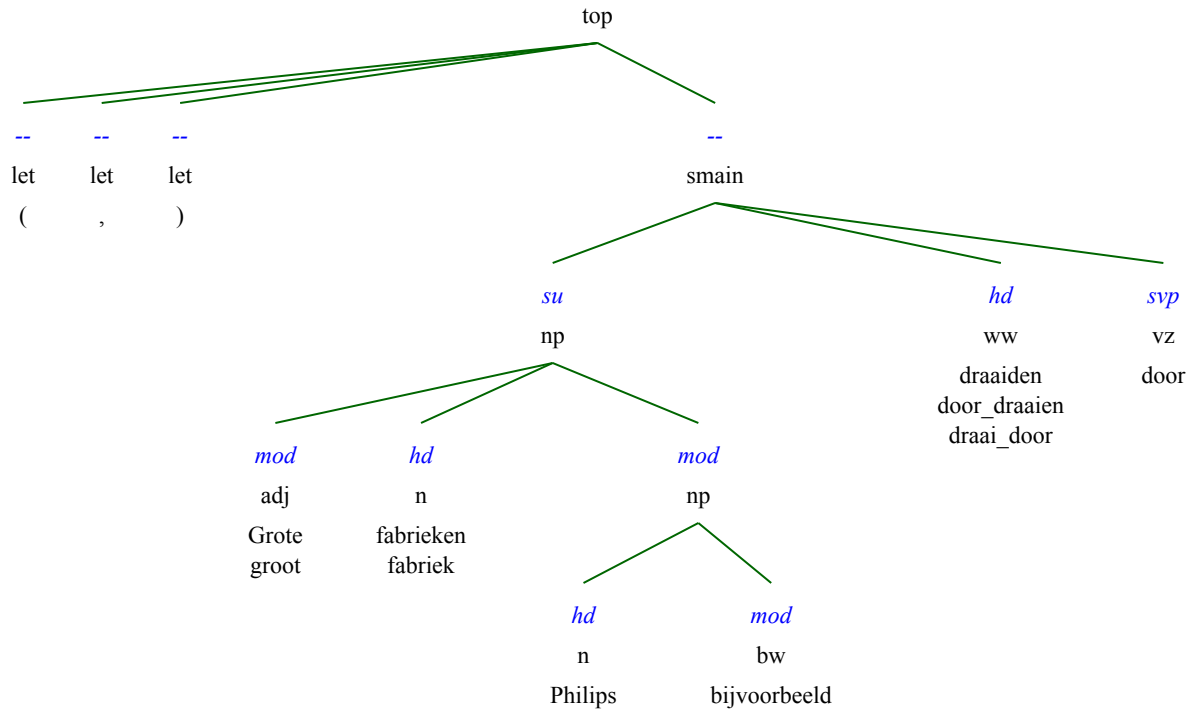 top
-- -- -- --
let let let smain
( , )
su hd svp
np ww vz
draaiden door
door_draaien
draai_door
mod hd mod
adj n np
Grote fabrieken
groot fabriek
hd mod
n bw
Philips bijvoorbeeld